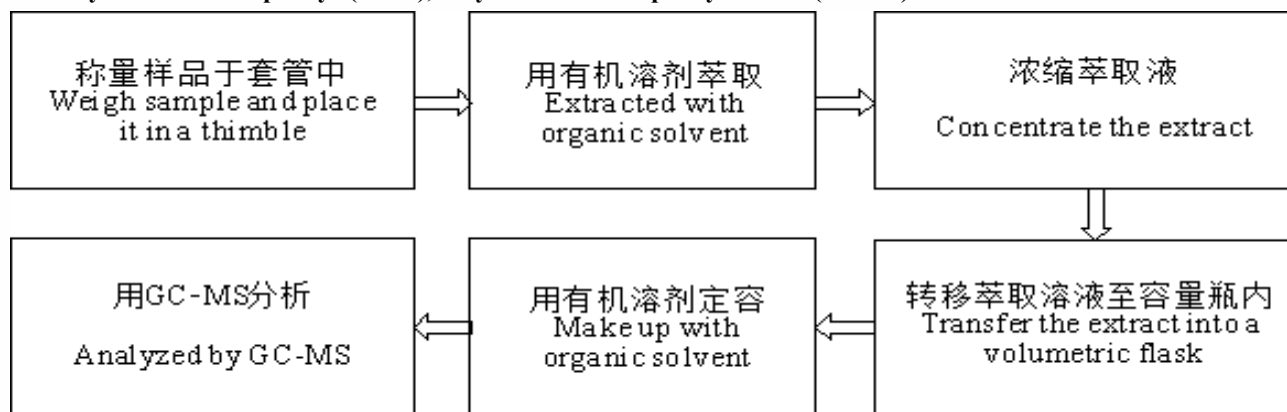 称量样品于套管中
Weigh sample and place
it in a thimble
用有机溶剂萃取
Extracted with
organic solvent
浓缩萃取液
Concentrate the extract
转移萃取溶液至容量瓶内
Transfer the extract into a
volumetric flask
用有机溶剂定容
Make up with
organic solvent
用GC-MS分析
Analyzed by GC-MS